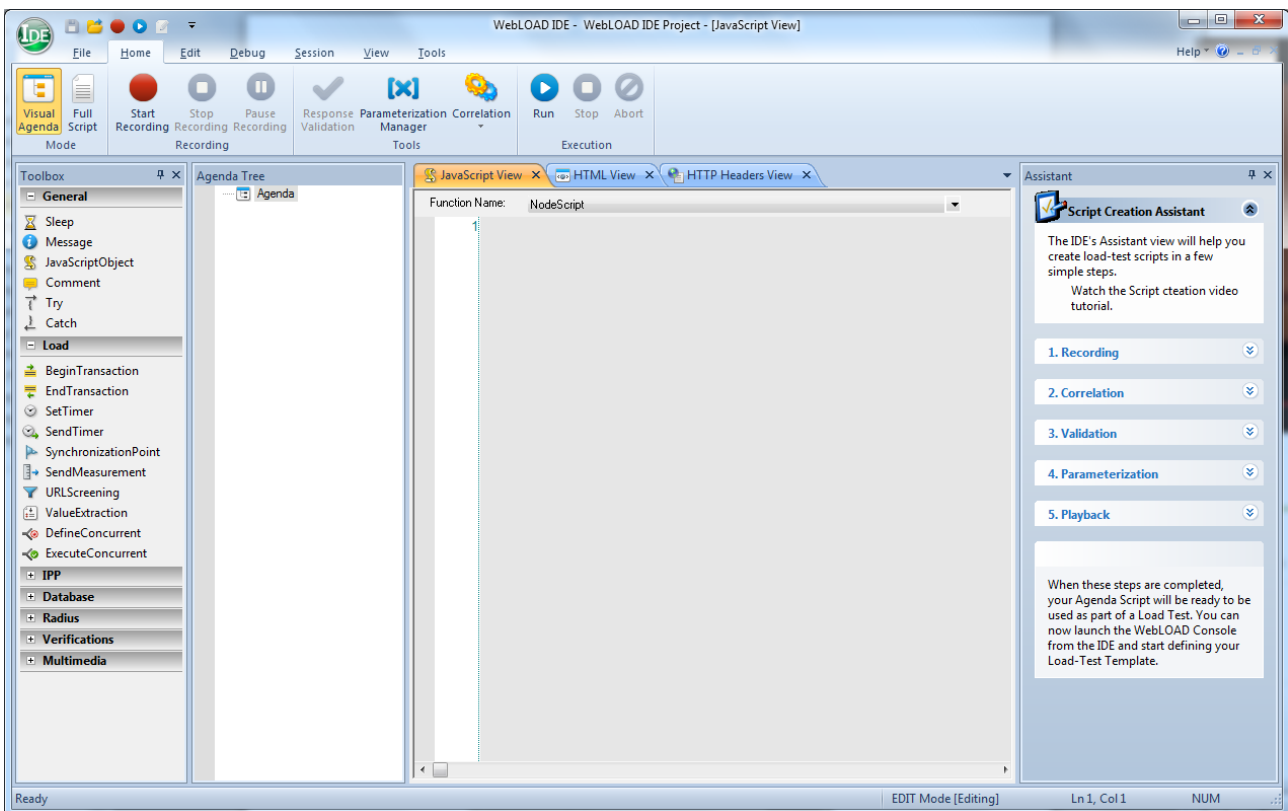 IDE
WebLOAD IDE - WebLOAD IDE Project - [JavaScript View]
File Home Edit Debug Session View Tools
Help
Visual Agenda
Full Script
Start Recording
Stop Recording
Pause Recording
Response Validation
Parameterization Manager
Correlation
Run
Stop
Abort
Mode
Recording
Tools
Execution
Toolbox
General
Sleep
Message
JavaScriptObject
Comment
Try
Catch
Load
BeginTransaction
EndTransaction
SetTimer
SendTimer
SynchronizationPoint
SendMeasurement
URLScreening
ValueExtraction
DefineConcurrent
ExecuteConcurrent
IPP
Database
Radius
Verifications
Multimedia
Agenda Tree
Agenda
JavaScript View
HTML View
HTTP Headers View
Function Name: NodeScript
1
Assistant
Script Creation Assistant
The IDE's Assistant view will help you
create load-test scripts in a few
simple steps.
Watch the Script cteation video
tutorial.
1. Recording
2. Correlation
3. Validation
4. Parameterization
5. Playback
When these steps are completed,
your Agenda Script will be ready to be
used as part of a Load Test. You can
now launch the WebLOAD Console
from the IDE and start defining your
Load-Test Template.
Ready
EDIT Mode [Editing]
Ln 1, Col 1
NUM